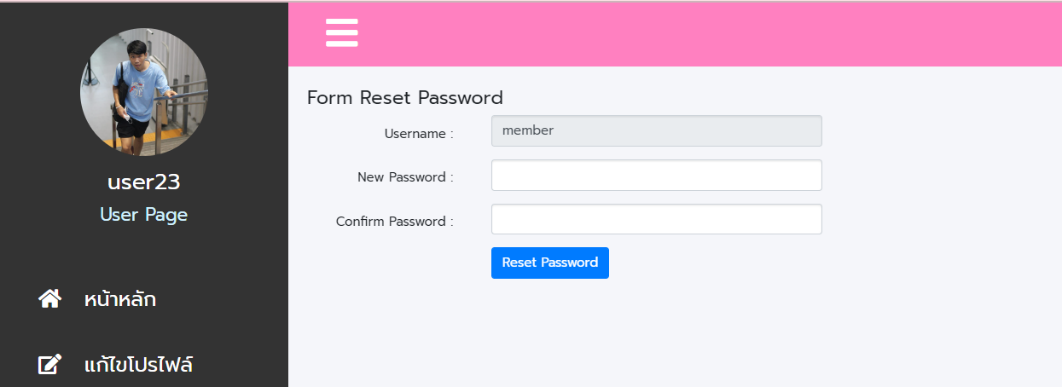 user23
User Page
หน้าหลัก
แก้ไขโปรไฟล์
Form Reset Password
Username : member
New Password :
Confirm Password :
Reset Password